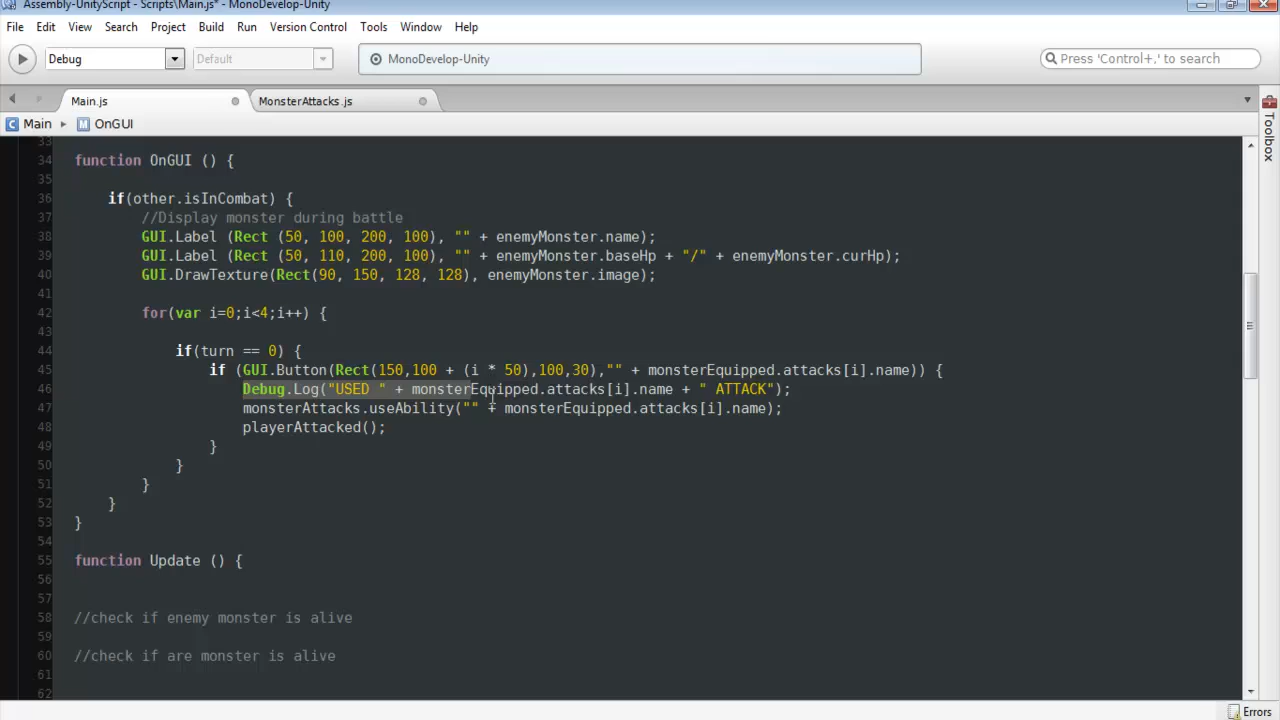 Assembly-UnityScript - Scripts\Main.js* - MonoDevelop-Unity
File Edit View Search Project Build Run Version Control Tools Window Help
Debug Default MonoDevelop-Unity Press 'Control+,' to search
Main.js MonsterAttacks.js
Main OnGUI
Toolbox
33
34 function OnGUI () {
35
36 if(other.isInCombat) {
37 //Display monster during battle
38 GUI.Label (Rect (50, 100, 200, 100), "" + enemyMonster.name);
39 GUI.Label (Rect (50, 110, 200, 100), "" + enemyMonster.baseHp + "/" + enemyMonster.curHp);
40 GUI.DrawTexture(Rect(90, 150, 128, 128), enemyMonster.image);
41
42 for(var i=0;i<4;i++) {
43
44 if(turn == 0) {
45 if (GUI.Button(Rect(150,100 + (i * 50),100,30),"" + monsterEquipped.attacks[i].name)) {
46 Debug.Log("USED " + monsterEquipped.attacks[i].name + " ATTACK");
47 monsterAttacks.useAbility("" + monsterEquipped.attacks[i].name);
48 playerAttacked();
49 }
50 }
51 }
52 }
53 }
54
55 function Update () {
56
57
58 //check if enemy monster is alive
59
60 //check if are monster is alive
61
62
Errors